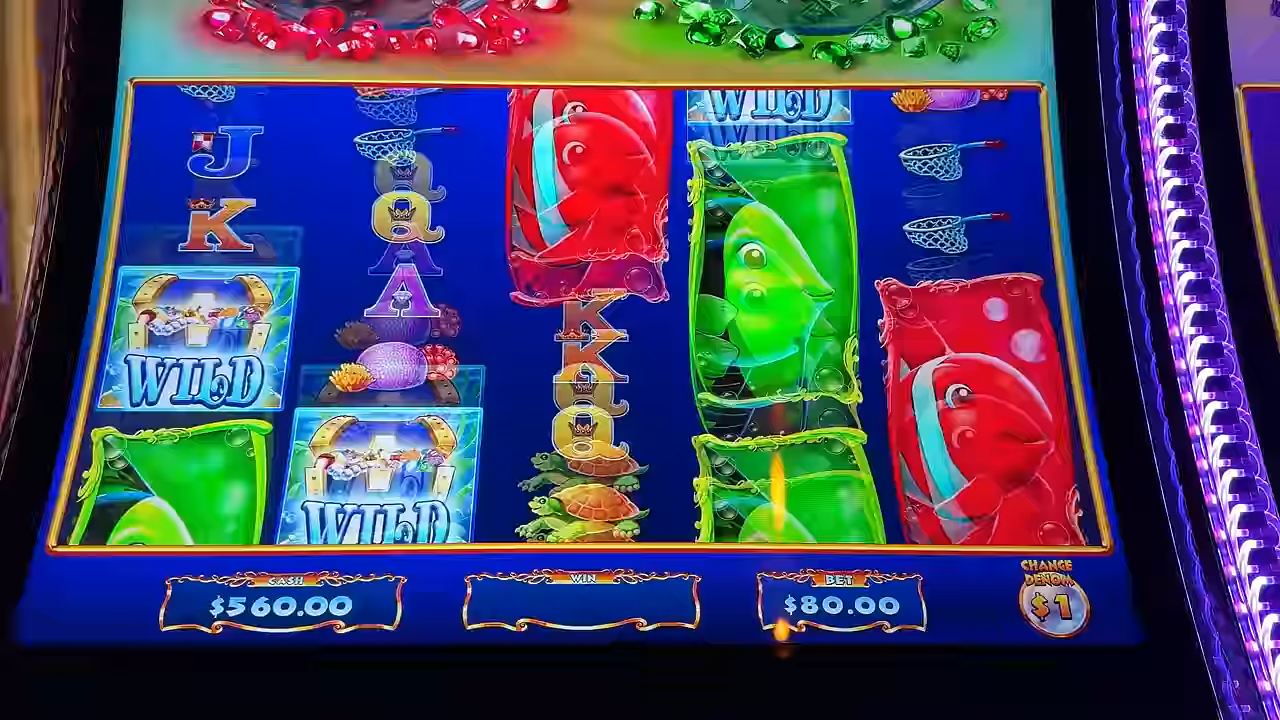 WILD
J
Q
K
Q
A
A
WILD
K
K
K
Q
Q
WILD
CASH
$560.00
WIN
BET
$80.00
CHANGE
DENOM
$1